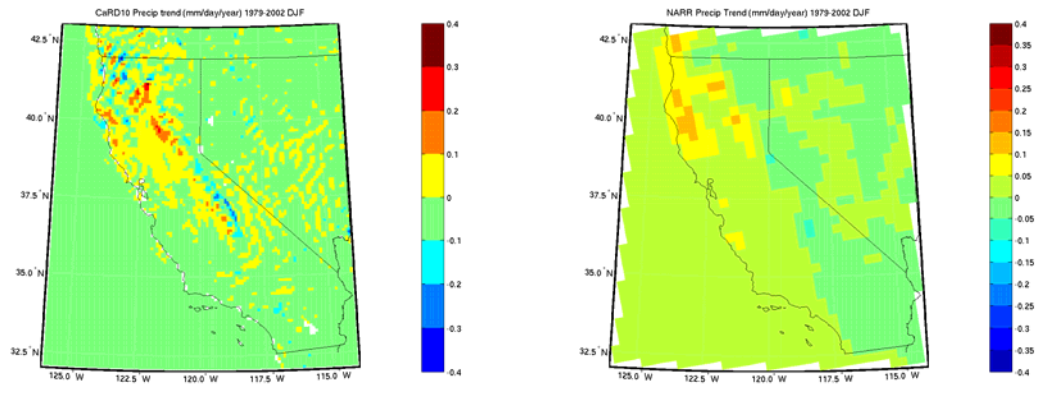 CaRD10 Precip trend (mm/day/year) 1979-2002 DJF
42.5°N
40.0°N
37.5°N
35.0°N
32.5°N
125.0 W
122.5 W
120.0 W
117.5 W
115.0 W
0.4
0.3
0.2
0.1
0
-0.1
-0.2
-0.3
-0.4
NARR Precip Trend (mm/day/year) 1979-2002 DJF
42.5°N
40.0°N
37.5°N
35.0°N
32.5°N
125.0 W
122.5 W
120.0 W
117.5 W
115.0 W
0.4
0.35
0.3
0.25
0.2
0.15
0.1
0.05
0
-0.05
-0.1
-0.15
-0.2
-0.25
-0.3
-0.35
-0.4